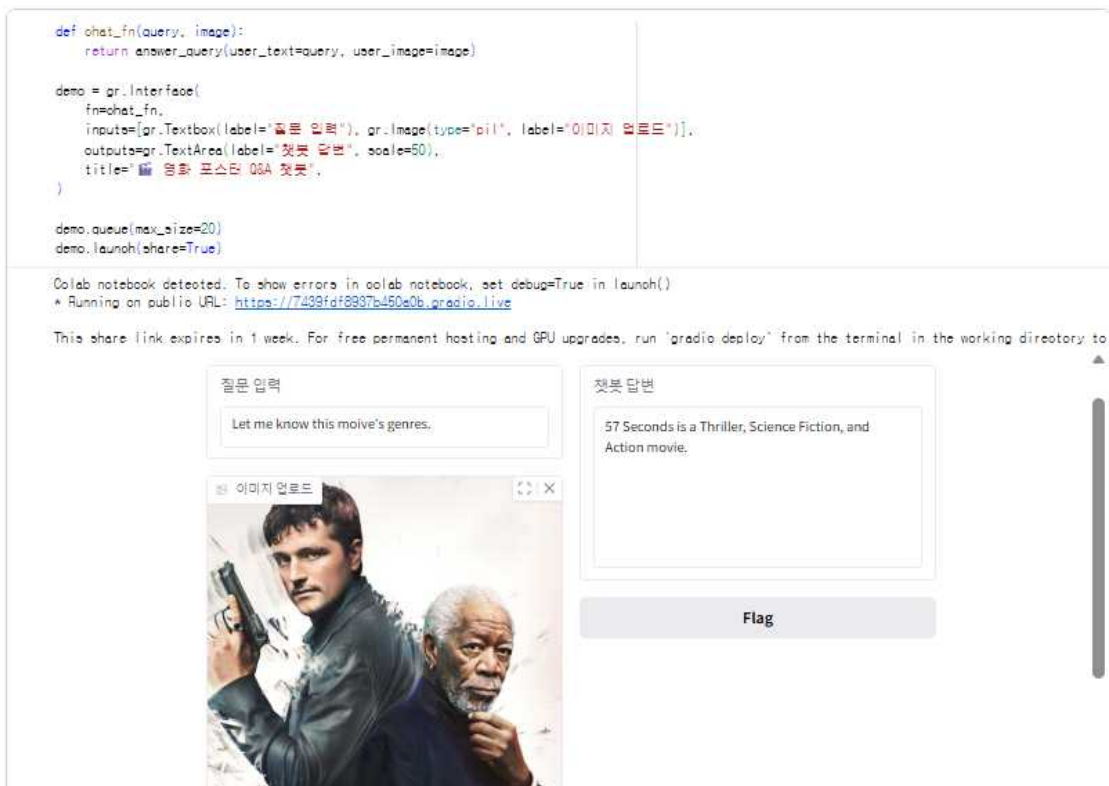 def chat_fn(query, image):
return answer_query(user_text=query, user_image=image)
demo = gr.Interface(
fn=chat_fn,
inputs=[gr.Textbox(label="질문 입력"), gr.Image(type="pil", label="이미지 업로드")],
outputs=gr.TextArea(label="챗봇 답변", scale=50),
title="🎬 영화 포스터 Q&A 챗봇",
)
demo.queue(max_size=20)
demo.launch(share=True)
Colab notebook detected. To show errors in colab notebook, set debug=True in launch()
* Running on public URL: https://7439fdf8937b450a0b.gradio.live
This share link expires in 1 week. For free permanent hosting and GPU upgrades, run `gradio deploy` from the terminal in the working directory to
질문 입력
Let me know this moive's genres.
챗봇 답변
57 Seconds is a Thriller, Science Fiction, and
Action movie.
이미지 업로드
Flag